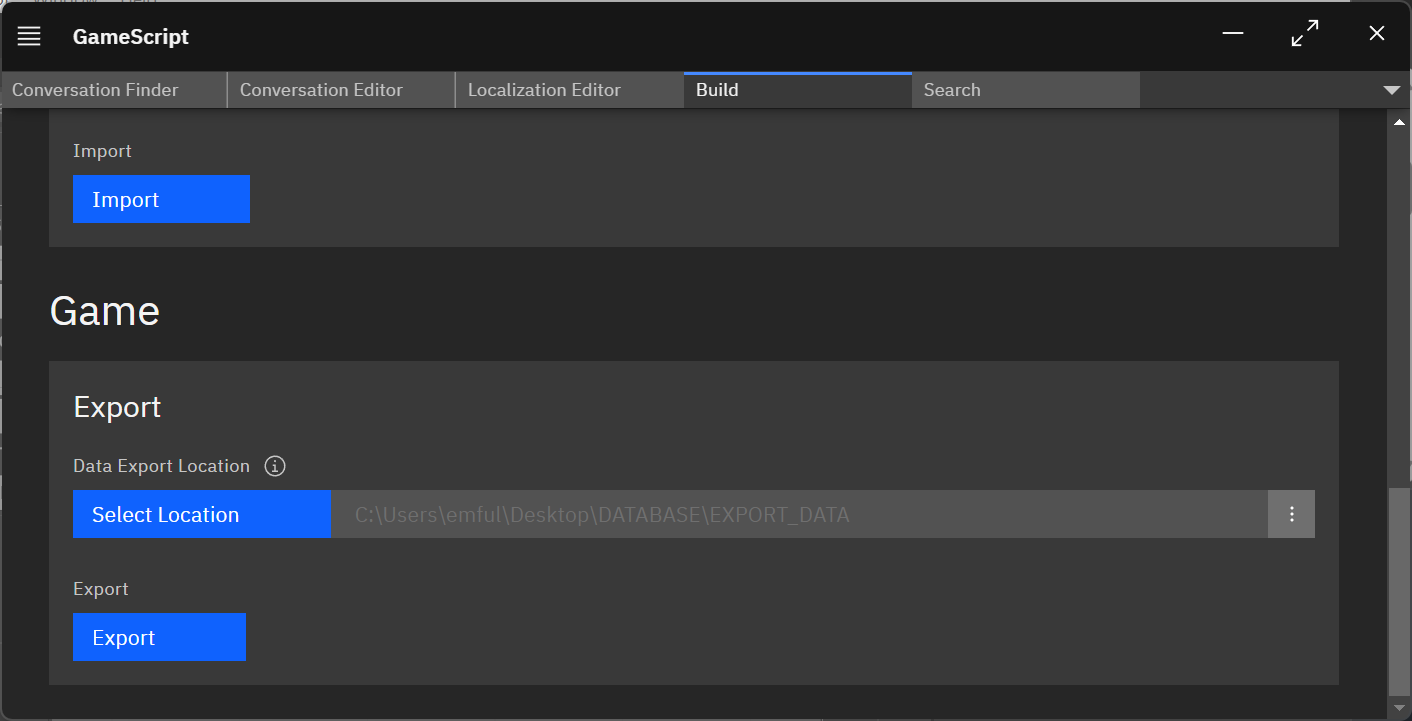 GameScript
Conversation Finder
Conversation Editor
Localization Editor
Build
Search
Import
Import
Game
Export
Data Export Location
Select Location
C:\Users\emful\Desktop\DATABASE\EXPORT_DATA
Export
Export